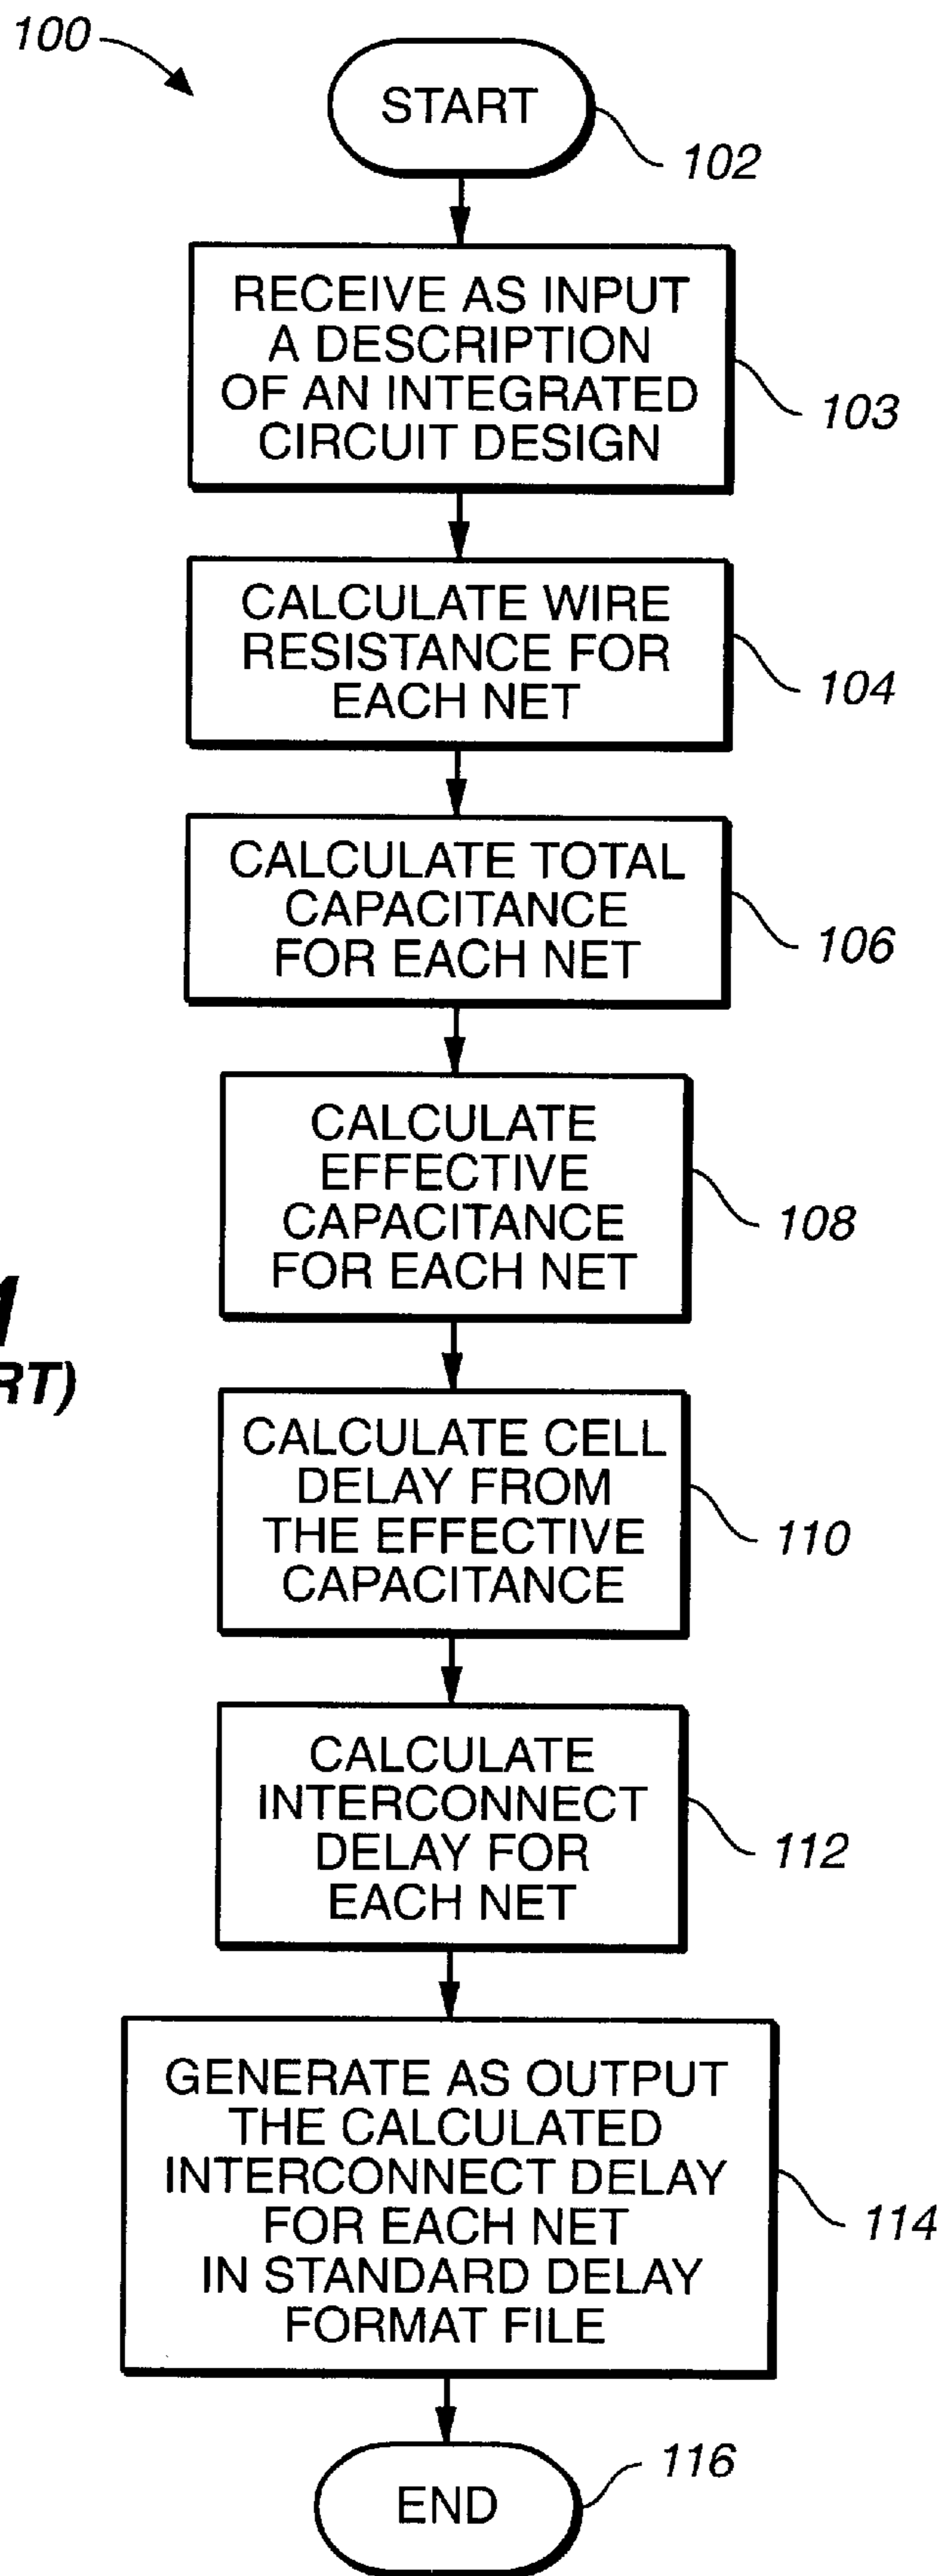 100
START
102
RECEIVE AS INPUT
A DESCRIPTION
OF AN INTEGRATED
CIRCUIT DESIGN
103
CALCULATE WIRE
RESISTANCE FOR
EACH NET
104
CALCULATE TOTAL
CAPACITANCE
FOR EACH NET
106
CALCULATE
EFFECTIVE
CAPACITANCE
FOR EACH NET
108
CALCULATE CELL
DELAY FROM
THE EFFECTIVE
CAPACITANCE
110
CALCULATE
INTERCONNECT
DELAY FOR
EACH NET
112
GENERATE AS OUTPUT
THE CALCULATED
INTERCONNECT DELAY
FOR EACH NET
IN STANDARD DELAY
FORMAT FILE
114
END
116